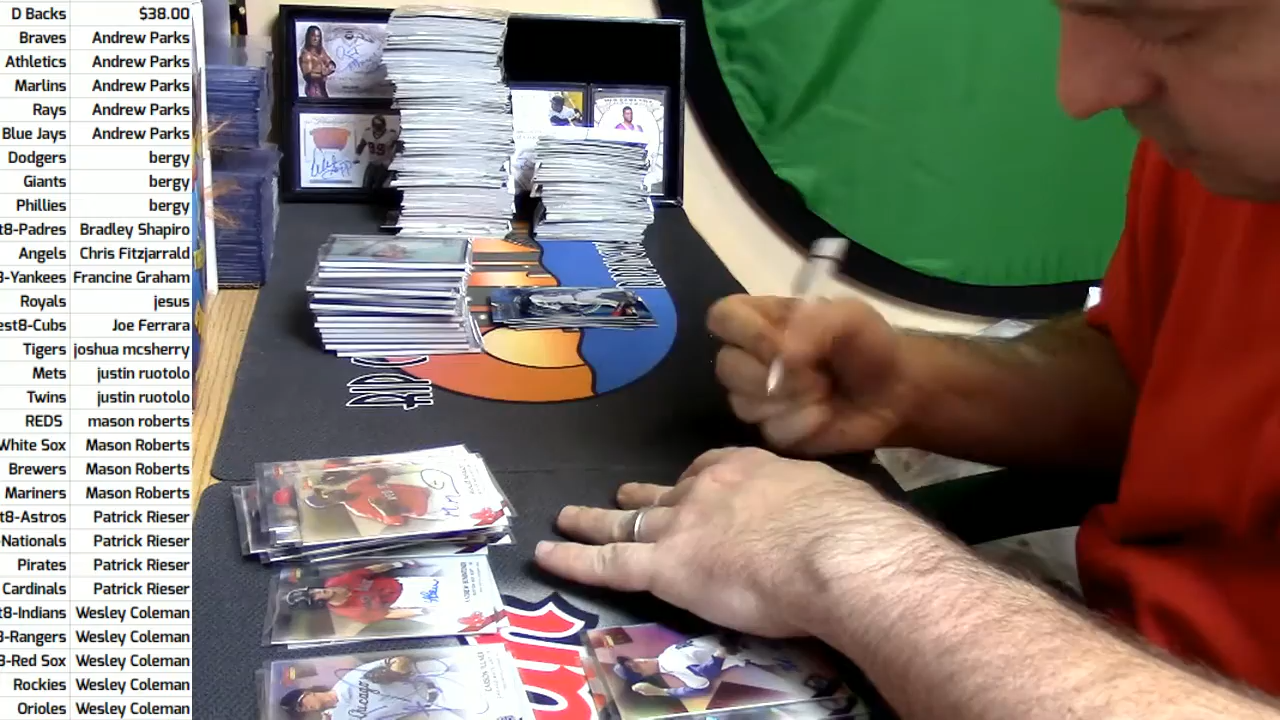 D Backs $38.00
Braves Andrew Parks
Athletics Andrew Parks
Marlins Andrew Parks
Rays Andrew Parks
Blue Jays Andrew Parks
Dodgers bergy
Giants bergy
Phillies bergy
t8-Padres Bradley Shapiro
Angels Chris Fitzjarrald
3-Yankees Francine Graham
Royals jesus
est8-Cubs Joe Ferrara
Tigers joshua mcsherry
Mets justin ruotolo
Twins justin ruotolo
REDS mason roberts
White Sox Mason Roberts
Brewers Mason Roberts
Mariners Mason Roberts
t8-Astros Patrick Rieser
-Nationals Patrick Rieser
Pirates Patrick Rieser
Cardinals Patrick Rieser
t8-Indians Wesley Coleman
3-Rangers Wesley Coleman
3-Red Sox Wesley Coleman
Rockies Wesley Coleman
Orioles Wesley Coleman
RIP
Chicago